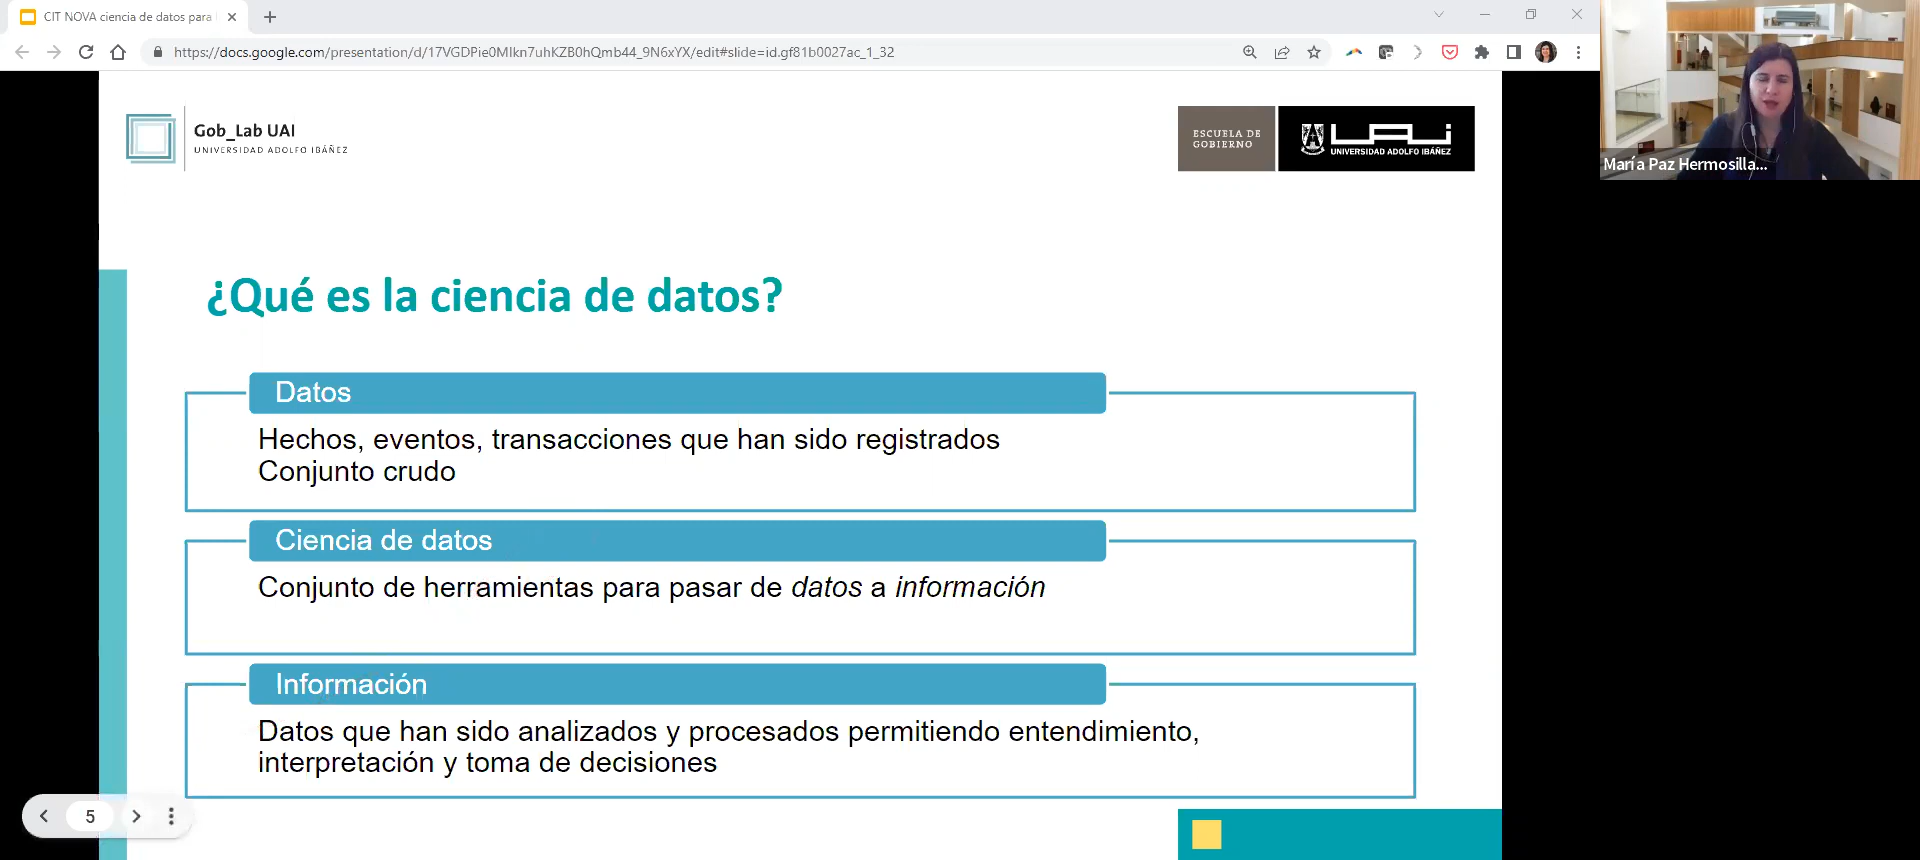 CIT NOVA ciencia de datos para
https://docs.google.com/presentation/d/17VGDPie0MIkn7uhKZB0hQmb44_9N6xYX/edit#slide=id.gf81b0027ac_1_32
Gob_Lab UAI
UNIVERSIDAD ADOLFO IBÁÑEZ
ESCUELA DE
GOBIERNO
UAI
UNIVERSIDAD ADOLFO IBÁÑEZ
María Paz Hermosilla...
¿Qué es la ciencia de datos?
Datos
Hechos, eventos, transacciones que han sido registrados
Conjunto crudo
Ciencia de datos
Conjunto de herramientas para pasar de datos a información
Información
Datos que han sido analizados y procesados permitiendo entendimiento,
interpretación y toma de decisiones
5